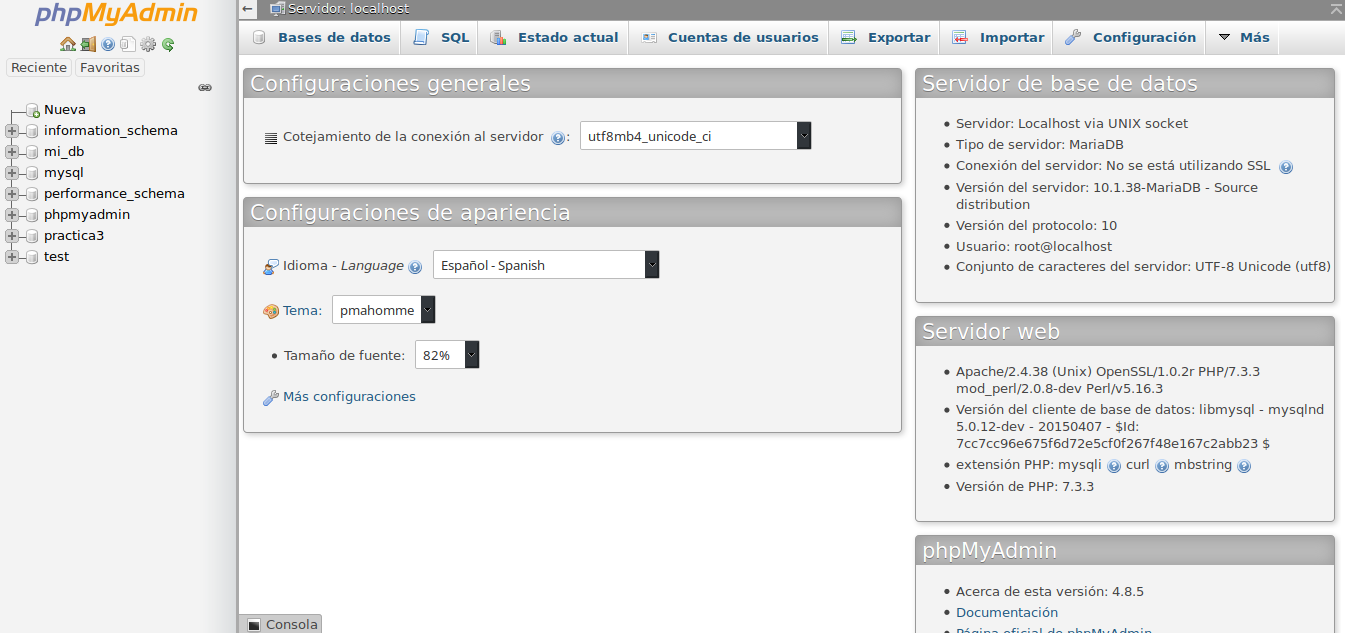 phpMyAdmin
Reciente Favoritas
Nueva
information_schema
mi_db
mysql
performance_schema
phpmyadmin
practica3
test
Servidor: localhost
Bases de datos SQL Estado actual Cuentas de usuarios Exportar Importar Configuración Más
Configuraciones generales
Cotejamiento de la conexión al servidor : utf8mb4_unicode_ci
Configuraciones de apariencia
Idioma - Language Español - Spanish
Tema: pmahomme
Tamaño de fuente: 82%
Más configuraciones
Servidor de base de datos
Servidor: Localhost via UNIX socket
Tipo de servidor: MariaDB
Conexión del servidor: No se está utilizando SSL
Versión del servidor: 10.1.38-MariaDB - Source
distribution
Versión del protocolo: 10
Usuario: root@localhost
Conjunto de caracteres del servidor: UTF-8 Unicode (utf8)
Servidor web
Apache/2.4.38 (Unix) OpenSSL/1.0.2r PHP/7.3.3
mod_perl/2.0.8-dev Perl/v5.16.3
Versión del cliente de base de datos: libmysql - mysqlnd
5.0.12-dev - 20150407 - $Id:
7cc7cc96e675f6d72e5cf0f267f48e167c2abb23 $
extensión PHP: mysqli curl mbstring
Versión de PHP: 7.3.3
phpMyAdmin
Acerca de esta versión: 4.8.5
Documentación
Página oficial de phpMyAdmin
Consola